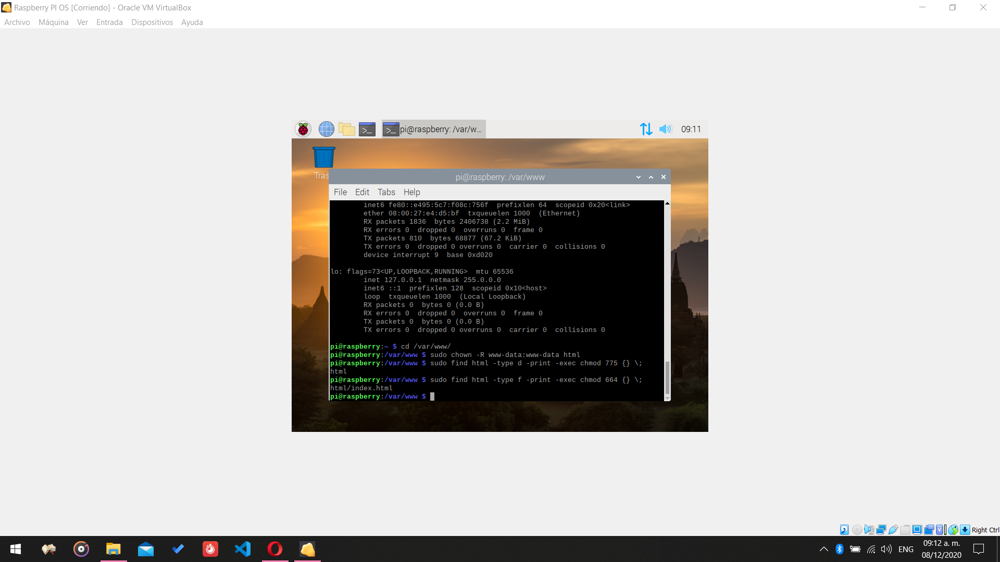 Raspberry PI OS [Corriendo] - Oracle VM VirtualBox
Archivo Máquina Ver Entrada Dispositivos Ayuda
pi@raspberry: /var/w... 09:11
Tras
pi@raspberry: /var/www
File Edit Tabs Help
inet6 fe80::e495:5c7:f08c:756f  prefixlen 64  scopeid 0x20<link>
ether 08:00:27:e4:d5:bf  txqueuelen 1000  (Ethernet)
RX packets 1836  bytes 2406738 (2.2 MiB)
RX errors 0  dropped 0  overruns 0  frame 0
TX packets 810  bytes 68877 (67.2 KiB)
TX errors 0  dropped 0 overruns 0  carrier 0  collisions 0
device interrupt 9  base 0xd020
lo: flags=73<UP,LOOPBACK,RUNNING>  mtu 65536
inet 127.0.0.1  netmask 255.0.0.0
inet6 ::1  prefixlen 128  scopeid 0x10<host>
loop  txqueuelen 1000  (Local Loopback)
RX packets 0  bytes 0 (0.0 B)
RX errors 0  dropped 0  overruns 0  frame 0
TX packets 0  bytes 0 (0.0 B)
TX errors 0  dropped 0 overruns 0  carrier 0  collisions 0
pi@raspberry:~ $ cd /var/www/
pi@raspberry:/var/www $ sudo chown -R www-data:www-data html
pi@raspberry:/var/www $ sudo find html -type d -print -exec chmod 775 {} \;
html
pi@raspberry:/var/www $ sudo find html -type f -print -exec chmod 664 {} \;
html/index.html
pi@raspberry:/var/www $
Right Ctrl
ENG
09:12 a. m.
08/12/2020